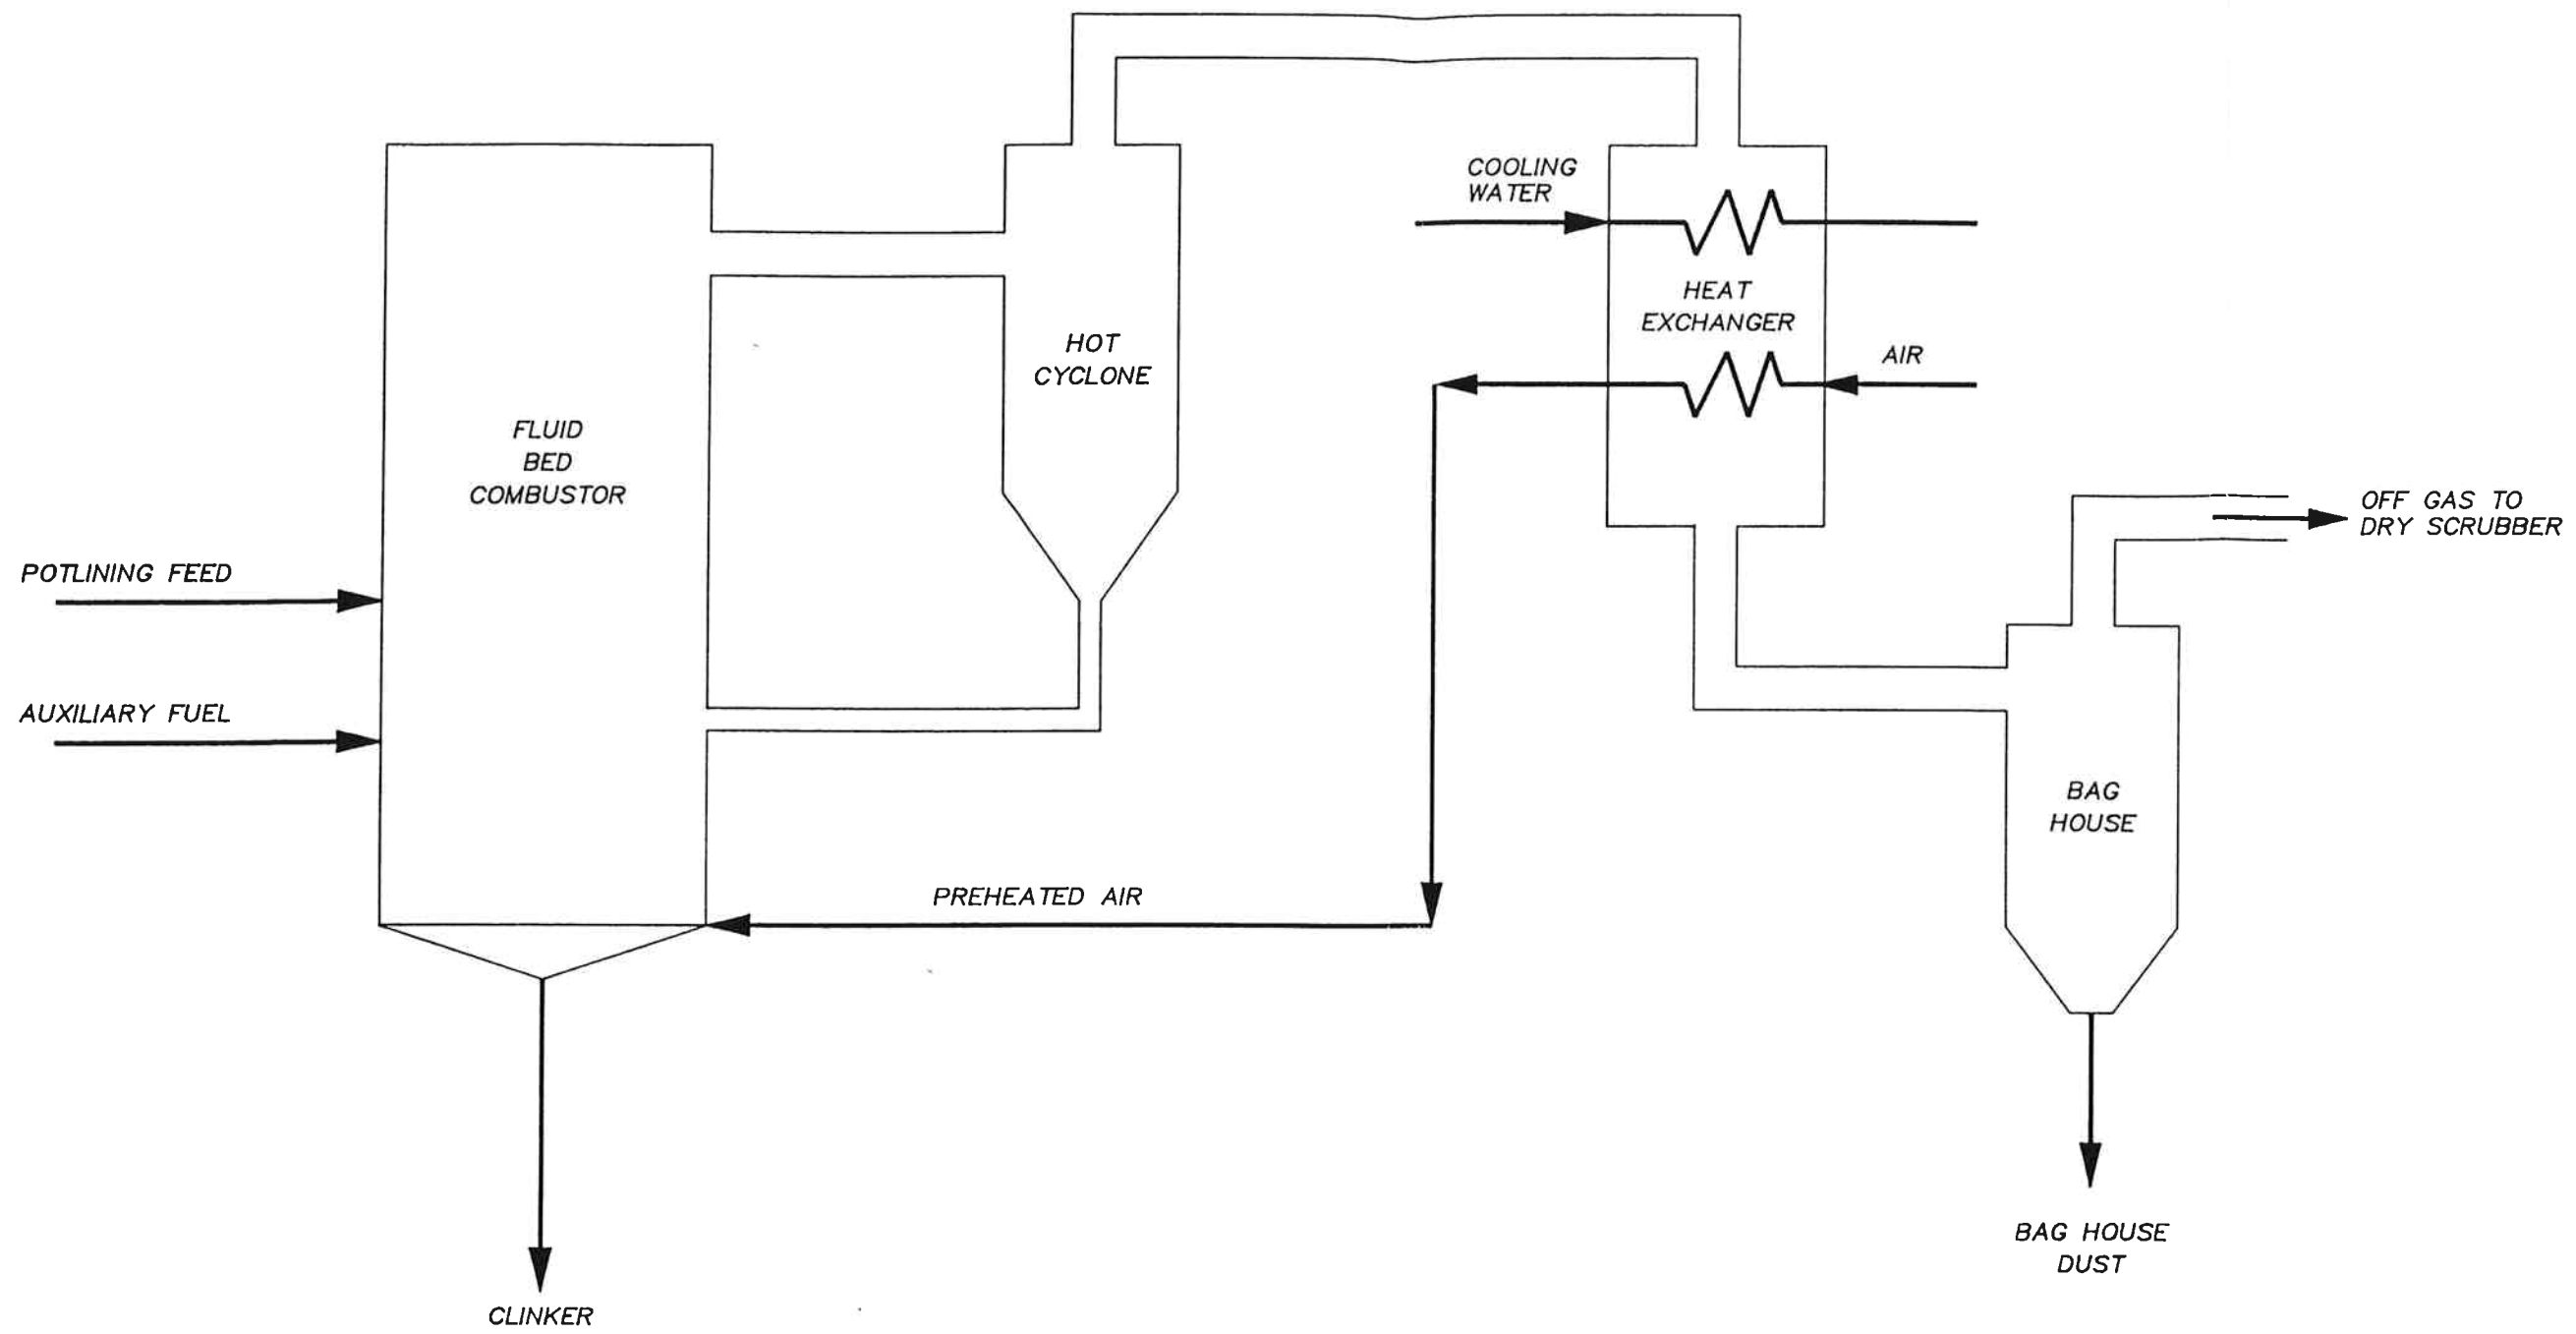 COOLING
WATER
HEAT
EXCHANGER
AIR
HOT
CYCLONE
FLUID
BED
COMBUSTOR
OFF GAS TO
DRY SCRUBBER
POTLINING FEED
AUXILIARY FUEL
BAG
HOUSE
PREHEATED AIR
BAG HOUSE
DUST
CLINKER